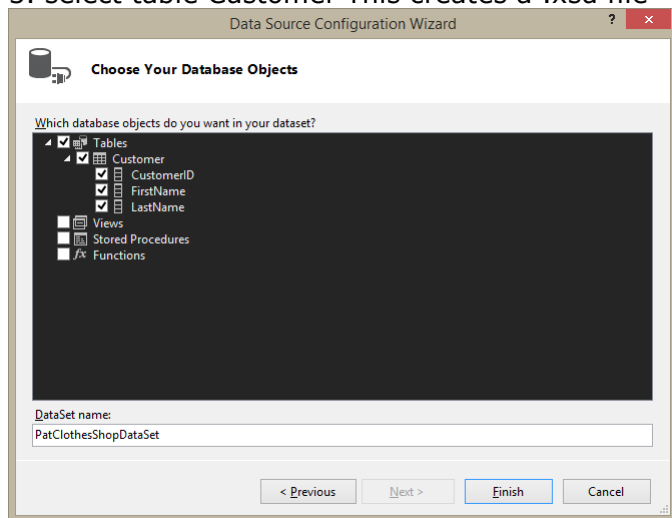 5. select table Customer This creates a .xsd file
Data Source Configuration Wizard
?
Choose Your Database Objects
Which database objects do you want in your dataset?
Tables
Customer
CustomerID
FirstName
LastName
Views
Stored Procedures
fx Functions
DataSet name:
PatClothesShopDataSet
< Previous Next > Finish Cancel